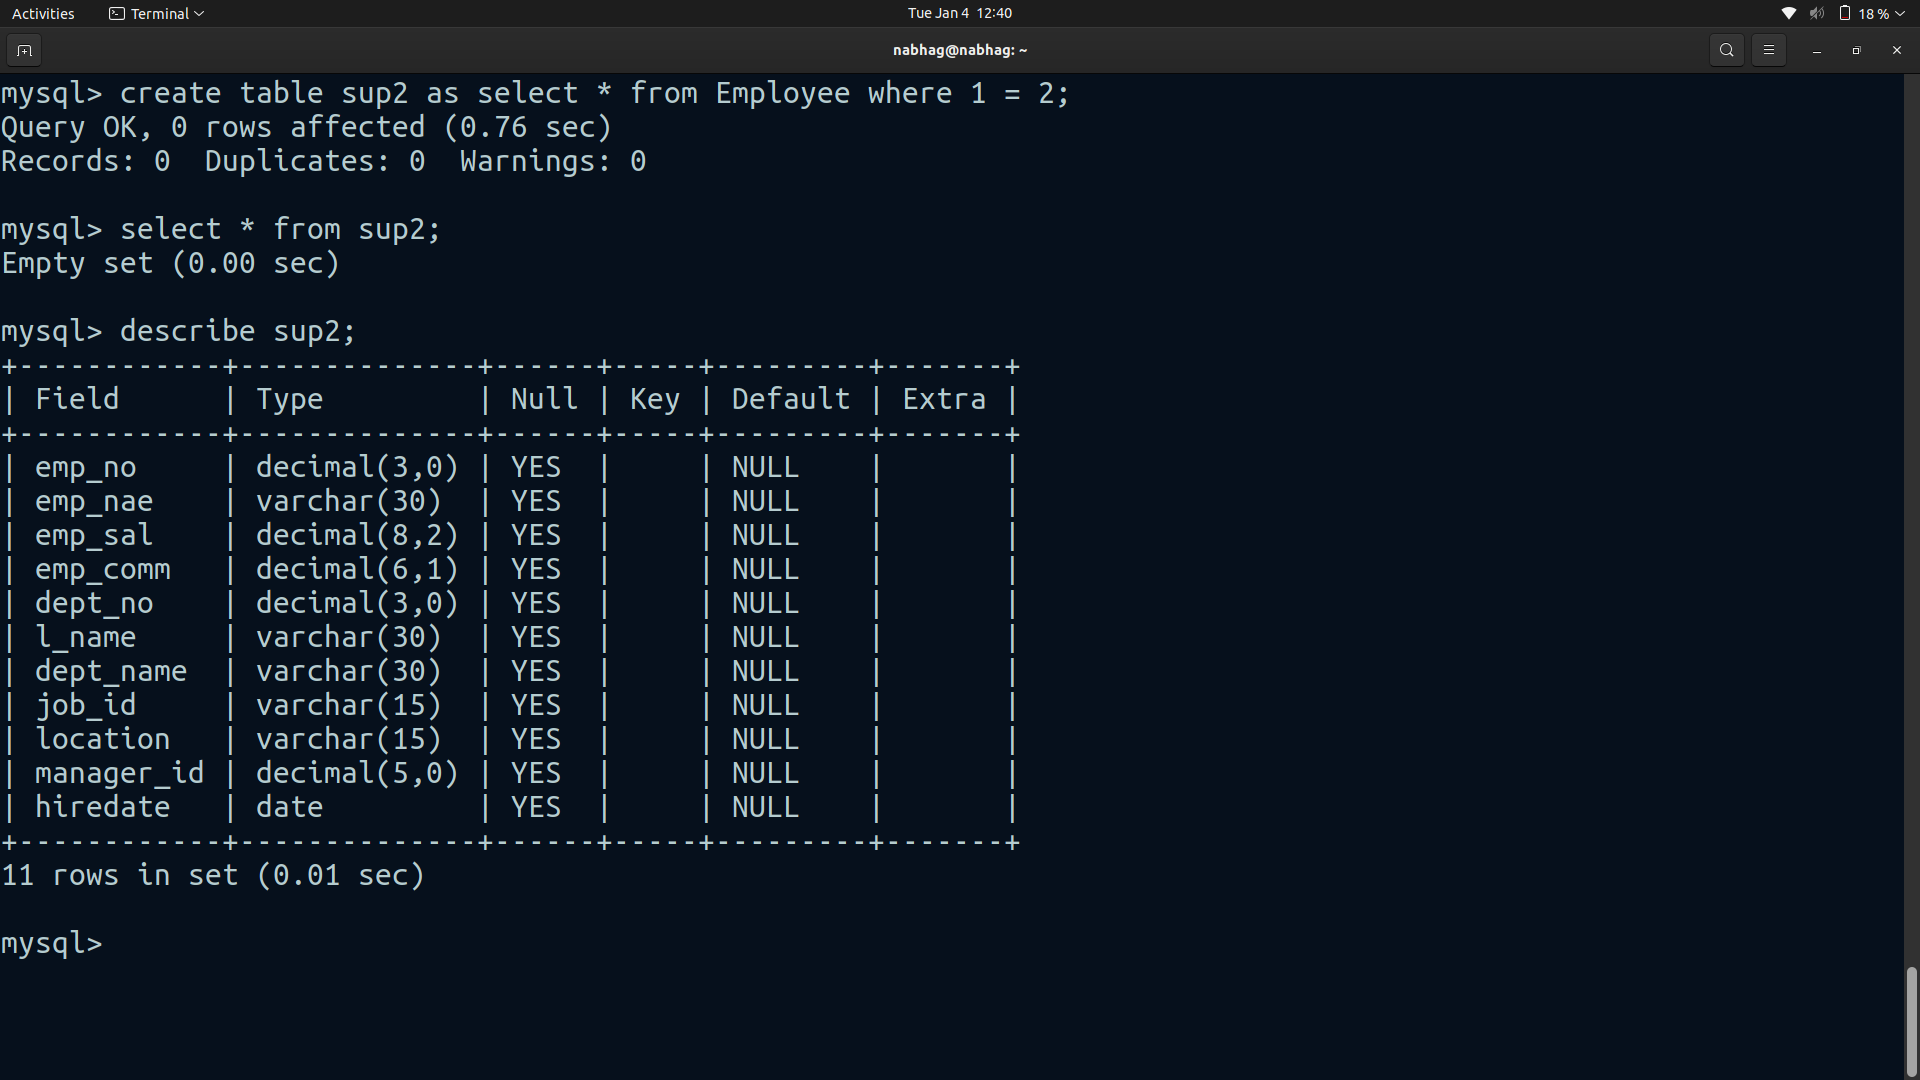 Activities Terminal Tue Jan 4 12:40 18 %
nabhag@nabhag: ~
mysql> create table sup2 as select * from Employee where 1 = 2;
Query OK, 0 rows affected (0.76 sec)
Records: 0  Duplicates: 0  Warnings: 0
mysql> select * from sup2;
Empty set (0.00 sec)
mysql> describe sup2;
+------------+--------------+------+-----+---------+-------+
| Field      | Type         | Null | Key | Default | Extra |
+------------+--------------+------+-----+---------+-------+
| emp_no     | decimal(3,0) | YES  |     | NULL    |       |
| emp_nae    | varchar(30)  | YES  |     | NULL    |       |
| emp_sal    | decimal(8,2) | YES  |     | NULL    |       |
| emp_comm   | decimal(6,1) | YES  |     | NULL    |       |
| dept_no    | decimal(3,0) | YES  |     | NULL    |       |
| l_name     | varchar(30)  | YES  |     | NULL    |       |
| dept_name  | varchar(30)  | YES  |     | NULL    |       |
| job_id     | varchar(15)  | YES  |     | NULL    |       |
| location   | varchar(15)  | YES  |     | NULL    |       |
| manager_id | decimal(5,0) | YES  |     | NULL    |       |
| hiredate   | date         | YES  |     | NULL    |       |
+------------+--------------+------+-----+---------+-------+
11 rows in set (0.01 sec)
mysql>